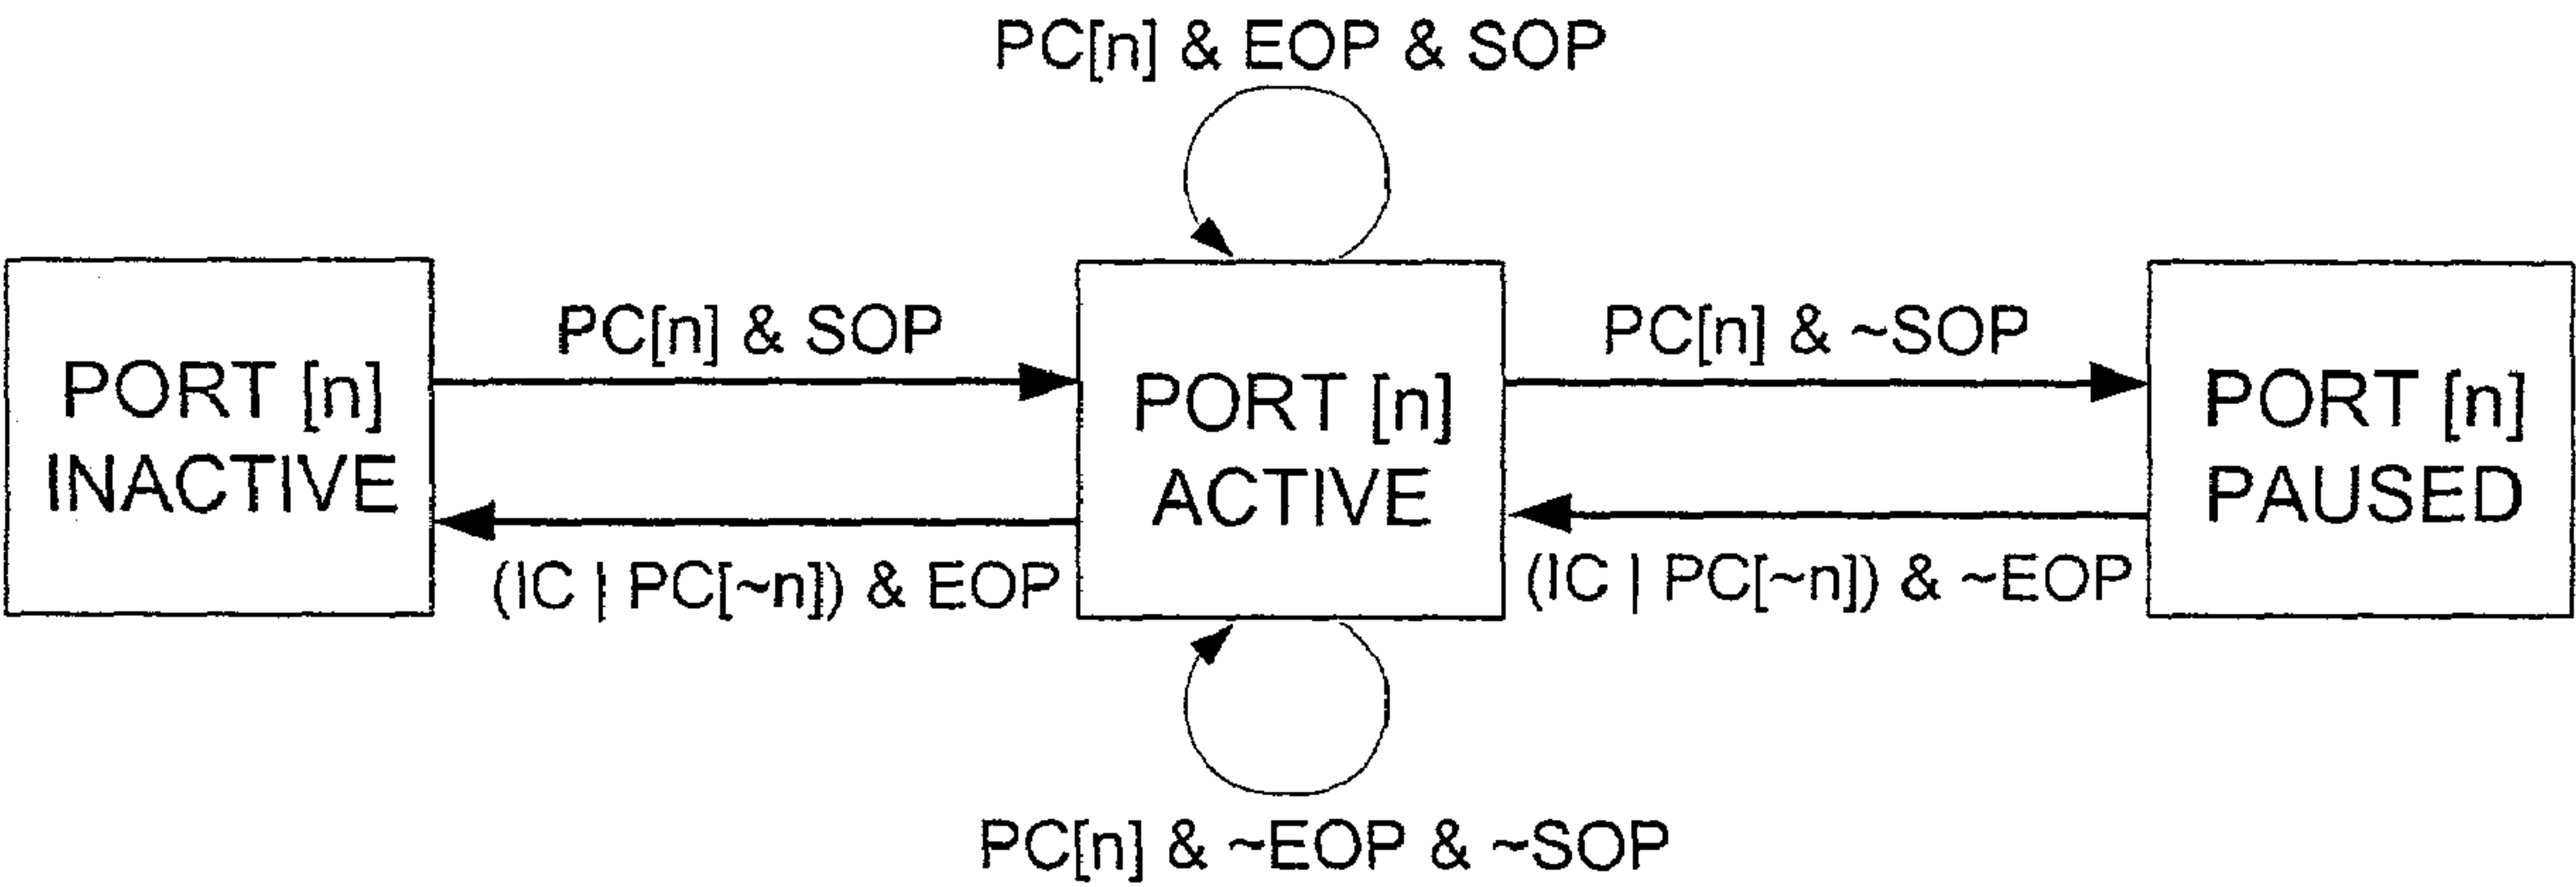 PC[n] & EOP & SOP
PC[n] & SOP
PC[n] & ~SOP
PORT [n]
INACTIVE
PORT [n]
ACTIVE
PORT [n]
PAUSED
(IC | PC[~n]) & EOP
(IC | PC[~n]) & ~EOP
PC[n] & ~EOP & ~SOP